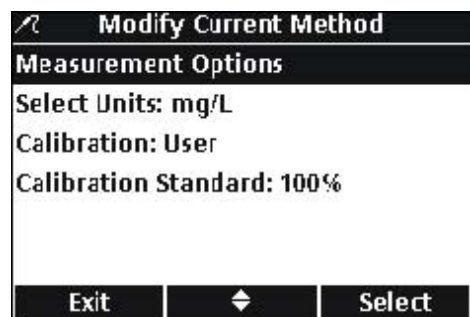 Modify Current Method
Measurement Options
Select Units: mg/L
Calibration: User
Calibration Standard: 100%
Exit Select